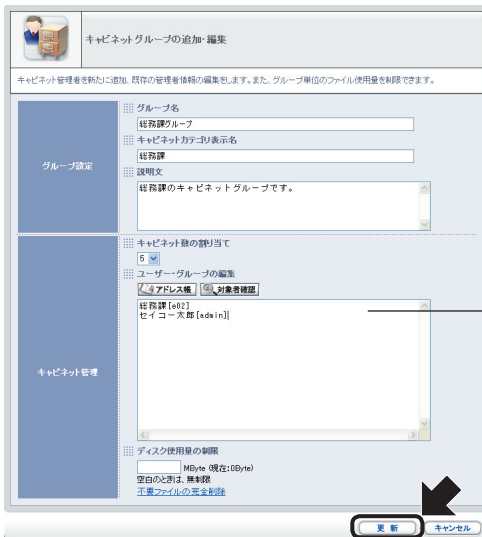 キャビネットグループの追加・編集
キャビネット管理者を新たに追加、既存の管理者情報の編集をします。また、グループ単位のファイル使用量を制限できます。
グループ設定
グループ名
総務課グループ
キャビネットカテゴリ表示名
総務課
説明文
総務課のキャビネットグループです。
キャビネット管理
キャビネット数の割り当て
5
ユーザー・グループの編集
アドレス帳 対象者確認
総務課[e02]
セイコー太郎[admin]
ディスク使用量の制限
MByte (現在:0Byte)
空白のときは、無制限
不要ファイルの完全削除
更 新 キャンセル